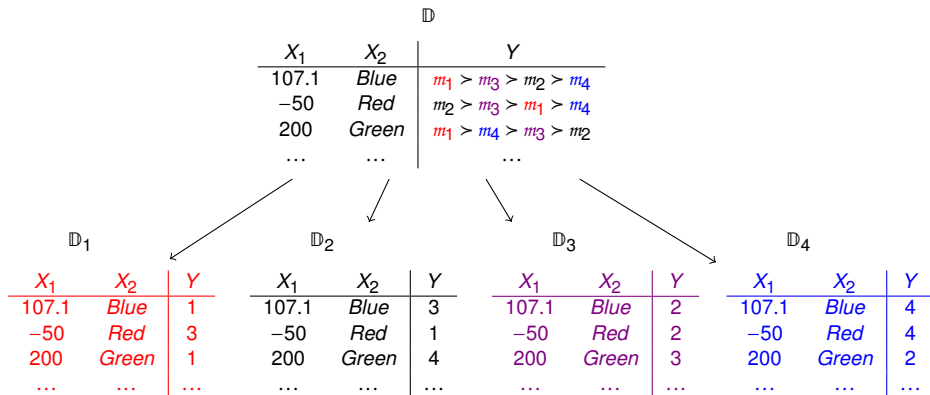 𝔻
X₁ X₂ Y
107.1 Blue m₁ ≻ m₃ ≻ m₂ ≻ m₄
−50 Red m₂ ≻ m₃ ≻ m₁ ≻ m₄
200 Green m₁ ≻ m₄ ≻ m₃ ≻ m₂
... ... ...
𝔻₁ 𝔻₂ 𝔻₃ 𝔻₄
X₁ X₂ Y X₁ X₂ Y X₁ X₂ Y X₁ X₂ Y
107.1 Blue 1 107.1 Blue 3 107.1 Blue 2 107.1 Blue 4
−50 Red 3 −50 Red 1 −50 Red 2 −50 Red 4
200 Green 1 200 Green 4 200 Green 3 200 Green 2
... ... ... ... ... ... ... ... ... ... ... ...